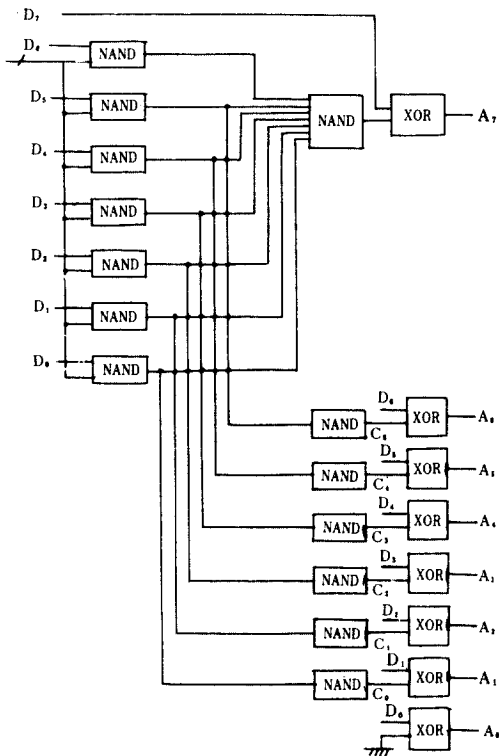 D₇
D₆ NAND
D₅ NAND
NAND XOR A₇
D₄ NAND
D₃ NAND
D₂ NAND
D₁ NAND
D₀ NAND
D₆
NAND C₅ XOR A₆
D₅
NAND C₄ XOR A₅
D₄
NAND C₃ XOR A₄
D₃
NAND C₂ XOR A₃
D₂
NAND C₁ XOR A₂
D₁
NAND C₀ XOR A₁
D₀
XOR A₀